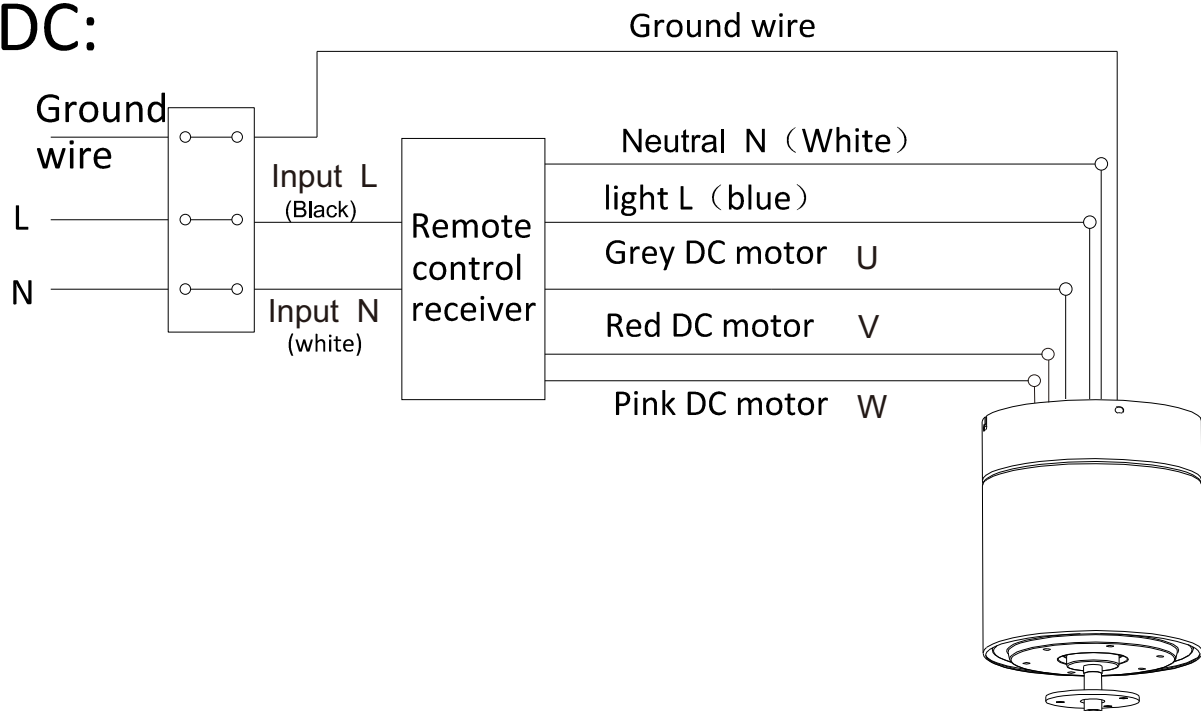 DC:
Ground wire
Ground
wire
Neutral N（White）
Input L
(Black)
light L（blue）
L
Remote
control
receiver
Grey DC motor U
N
Input N
(white)
Red DC motor V
Pink DC motor W